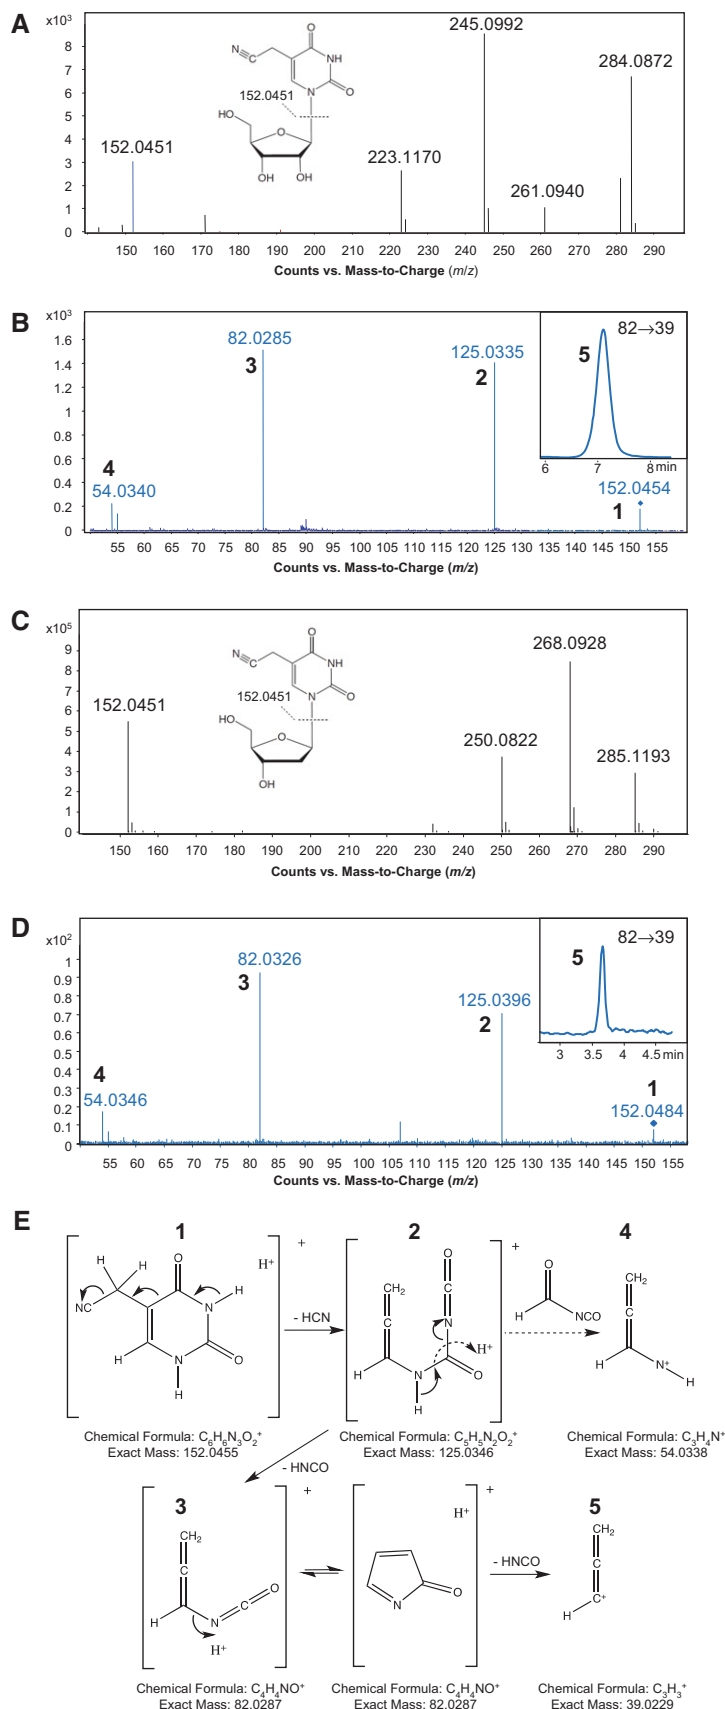 A
x10³
8
7
6
5
4
3
2
1
0
152.0451
223.1170
245.0992
261.0940
284.0872
N
C
O
NH
O
N
152.0451
HO
O
OH
OH
150 160 170 180 190 200 210 220 230 240 250 260 270 280 290
Counts vs. Mass-to-Charge (m/z)
B
x10³
1.6
1.4
1.2
1
0.8
0.6
0.4
0.2
0
82.0285
3
125.0335
2
4
54.0340
152.0454
1
82→39
5
6 7 8 min
55 60 65 70 75 80 85 90 95 100 105 110 115 120 125 130 135 140 145 150 155
Counts vs. Mass-to-Charge (m/z)
C
x10⁵
9
8
7
6
5
4
3
2
1
0
152.0451
250.0822
268.0928
285.1193
N
C
O
NH
O
N
152.0451
HO
O
OH
150 160 170 180 190 200 210 220 230 240 250 260 270 280 290
Counts vs. Mass-to-Charge (m/z)
D
x10²
1
0.9
0.8
0.7
0.6
0.5
0.4
0.3
0.2
0.1
0
82.0326
3
125.0396
2
4
54.0346
1
152.0484
82→39
5
3 3.5 4 4.5 min
55 60 65 70 75 80 85 90 95 100 105 110 115 120 125 130 135 140 145 150 155
Counts vs. Mass-to-Charge (m/z)
E
1
H H O H⁺ +
NC N H
H N O
H
Chemical Formula: C₆H₆N₃O₂⁺
Exact Mass: 152.0455
- HCN
2
O +
CH₂ C
C N
H⁺
H N O
H
Chemical Formula: C₅H₅N₂O₂⁺
Exact Mass: 125.0346
O
H NCO
4
CH₂
C
H N⁺
H
Chemical Formula: C₃H₄N⁺
Exact Mass: 54.0338
- HNCO
3
+
CH₂
C
O
H N C
H⁺
Chemical Formula: C₄H₄NO⁺
Exact Mass: 82.0287
+
H⁺
N O
Chemical Formula: C₄H₄NO⁺
Exact Mass: 82.0287
- HNCO
5
CH₂
C
C⁺
H
Chemical Formula: C₃H₃⁺
Exact Mass: 39.0229